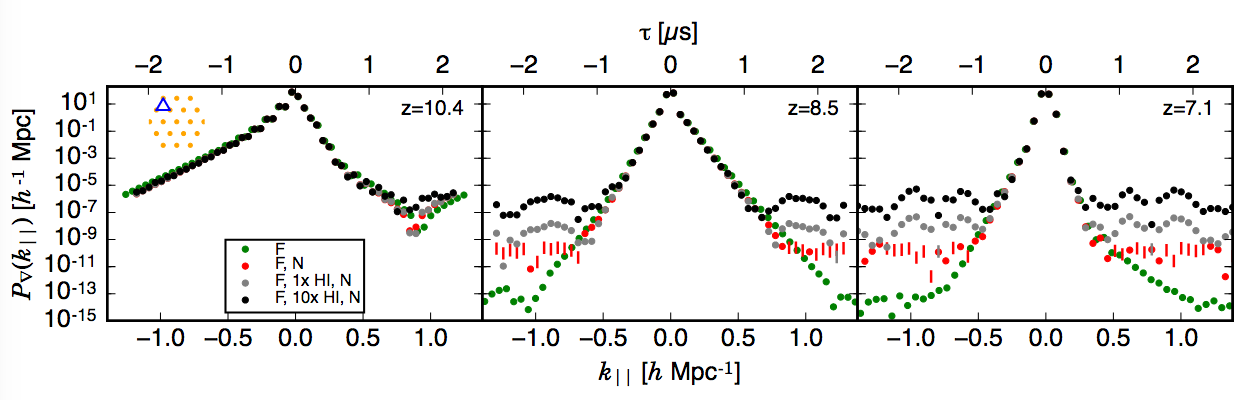 τ [μs]
−2 −1 0 1 2 −2 −1 0 1 2 −2 −1 0 1 2
z=10.4 z=8.5 z=7.1
10¹
10⁻¹
10⁻³
10⁻⁵
10⁻⁷
10⁻⁹
10⁻¹¹
10⁻¹³
10⁻¹⁵
P∇(k||) [h⁻¹ Mpc]
F
F, N
F, 1x HI, N
F, 10x HI, N
−1.0 −0.5 0.0 0.5 1.0 −1.0 −0.5 0.0 0.5 1.0 −1.0 −0.5 0.0 0.5 1.0
k|| [h Mpc⁻¹]